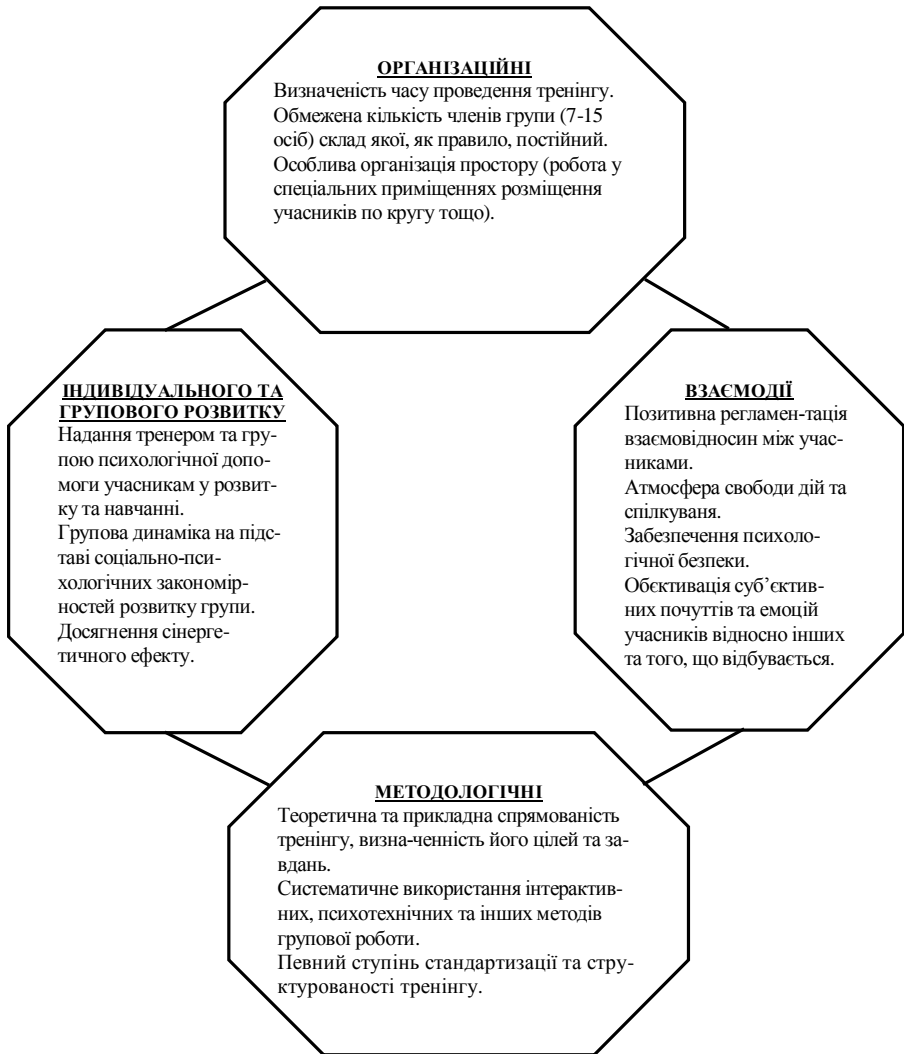 ОРГАНІЗАЦІЙНІ
Визначеність часу проведення тренінгу.
Обмежена кількість членів групи (7-15
осіб) склад якої, як правило, постійний.
Особлива організація простору (робота у
спеціальних приміщеннях розміщення
учасників по кругу тощо).
ІНДИВІДУАЛЬНОГО ТА
ГРУПОВОГО РОЗВИТКУ
Надання тренером та гру-
пою психологічної допо-
моги учасникам у розвит-
ку та навчанні.
Групова динаміка на підс-
таві соціально-пси-
хологічних закономір-
ностей розвитку групи.
Досягнення сінерге-
тичного ефекту.
ВЗАЄМОДІЇ
Позитивна регламен-тація
взаємовідносин між учас-
никами.
Атмосфера свободи дій та
спілкуваня.
Забезпечення психоло-
гічної безпеки.
Обєктивація суб’єктив-
них почуттів та емоцій
учасників відносно інших
та того, що відбувається.
МЕТОДОЛОГІЧНІ
Теоретична та прикладна спрямованість
тренінгу, визна-ченність його цілей та за-
вдань.
Систематичне використання інтерактив-
них, психотехнічних та інших методів
групової роботи.
Певний ступінь стандартизації та стру-
ктурованості тренінгу.